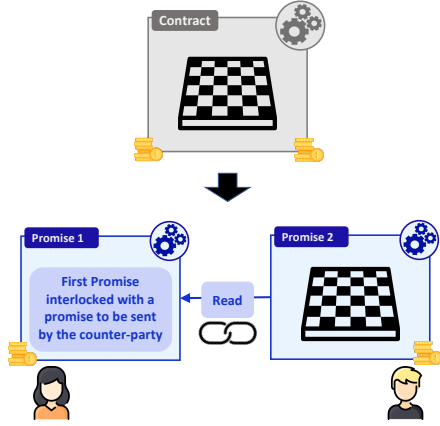 Contract
Promise 1
Promise 2
First Promise
interlocked with a
promise to be sent
by the counter-party
Read